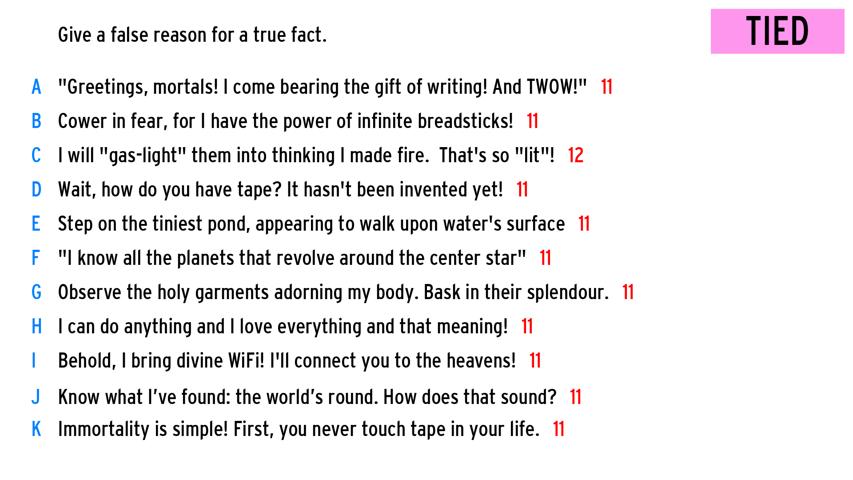 Give a false reason for a true fact.
TIED
A "Greetings, mortals! I come bearing the gift of writing! And TWOW!" 11
B Cower in fear, for I have the power of infinite breadsticks! 11
C I will "gas-light" them into thinking I made fire. That's so "lit"! 12
D Wait, how do you have tape? It hasn't been invented yet! 11
E Step on the tiniest pond, appearing to walk upon water's surface 11
F "I know all the planets that revolve around the center star" 11
G Observe the holy garments adorning my body. Bask in their splendour. 11
H I can do anything and I love everything and that meaning! 11
I Behold, I bring divine WiFi! I'll connect you to the heavens! 11
J Know what I’ve found: the world’s round. How does that sound? 11
K Immortality is simple! First, you never touch tape in your life. 11